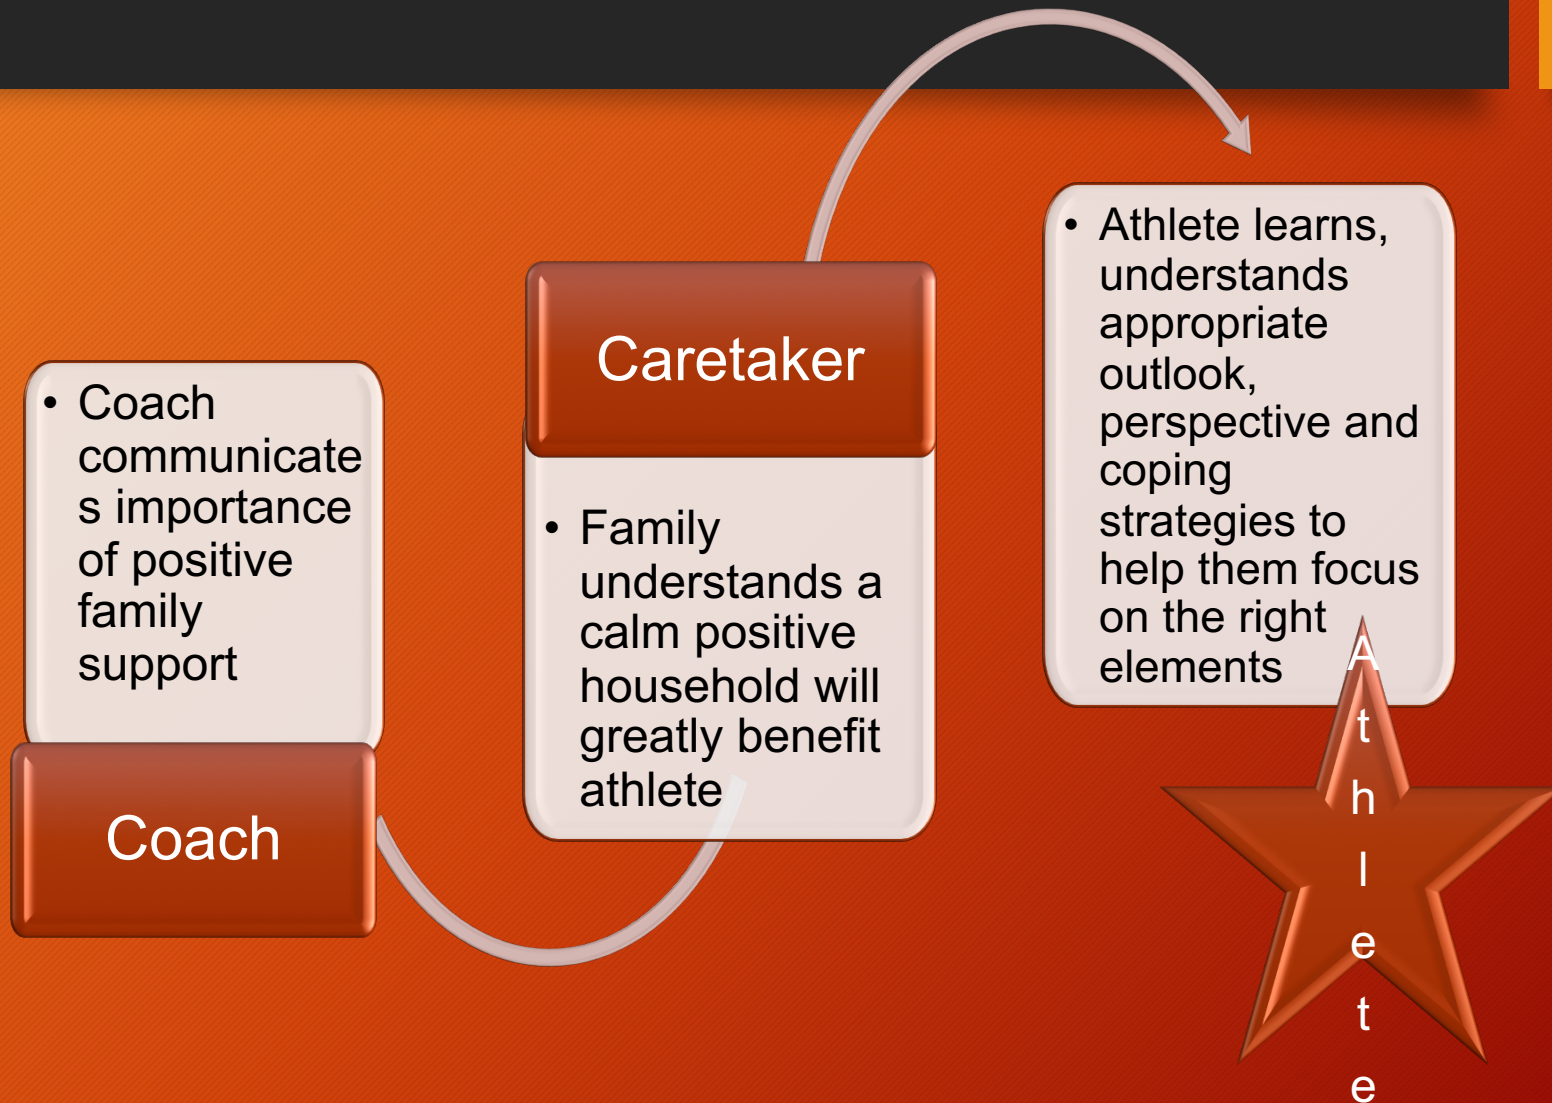 • Coach
communicate
s importance
of positive
family
support
Coach
Caretaker
• Family
understands a
calm positive
household will
greatly benefit
athlete
• Athlete learns,
understands
appropriate
outlook,
perspective and
coping
strategies to
help them focus
on the right
elements
A
t
h
l
e
t
e